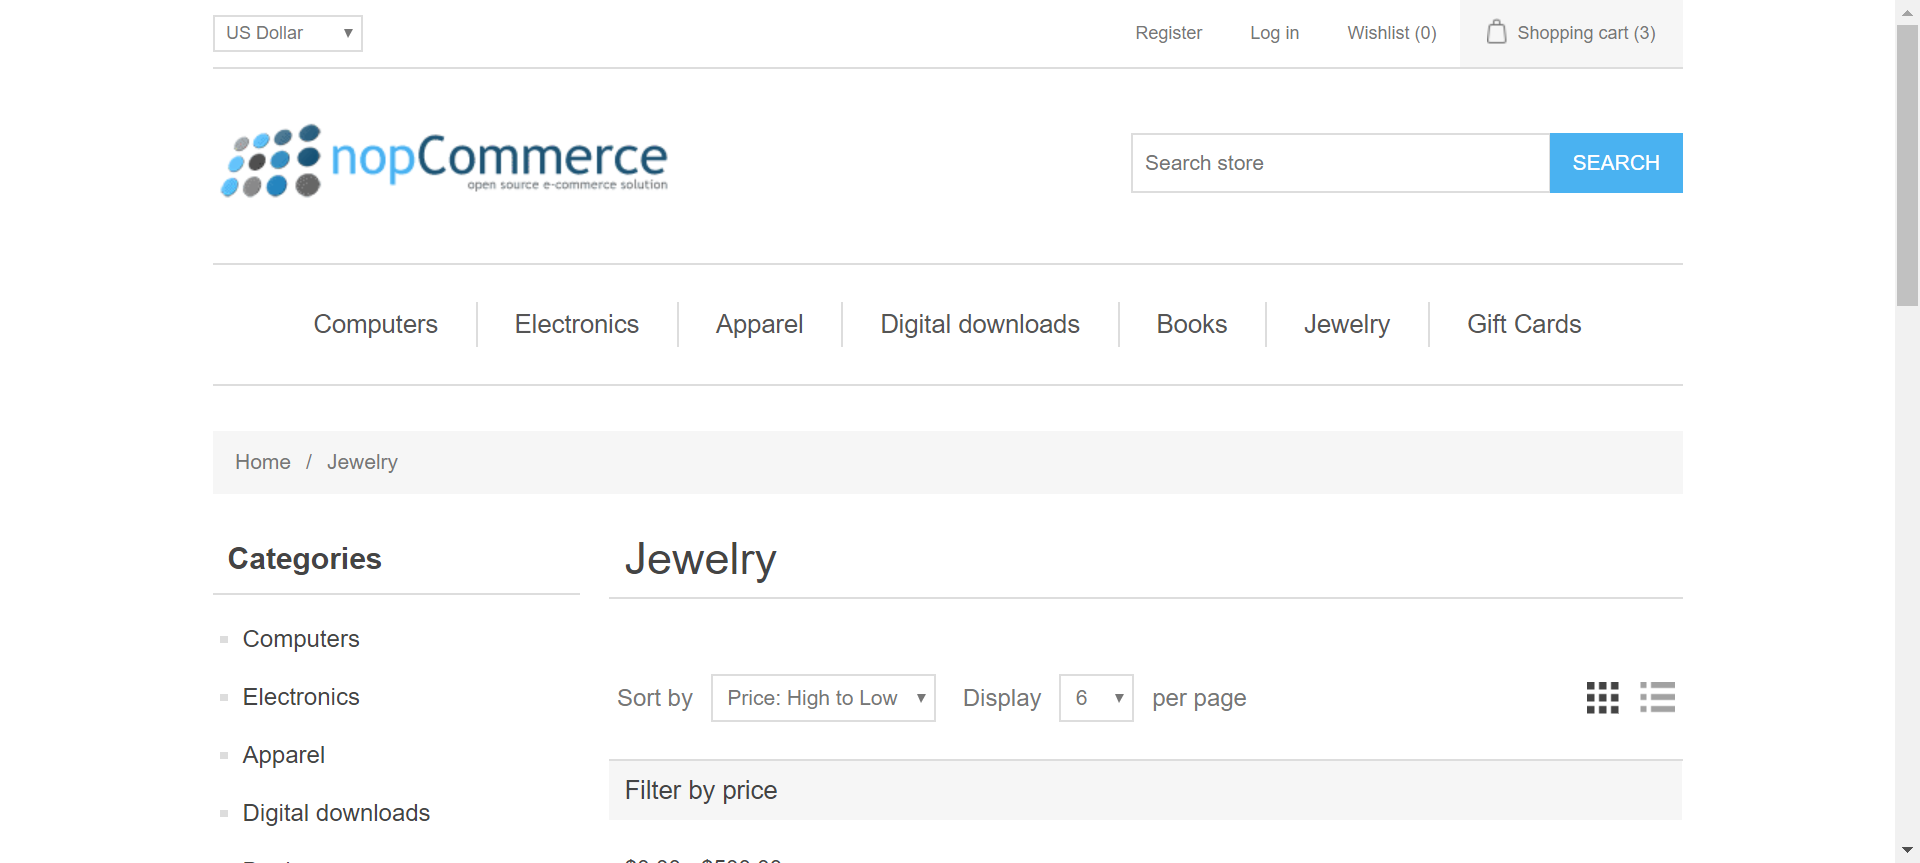 US Dollar
Register Log in Wishlist (0) Shopping cart (3)
nopCommerce
open source e-commerce solution
Search store SEARCH
Computers Electronics Apparel Digital downloads Books Jewelry Gift Cards
Home / Jewelry
Categories
Computers
Electronics
Apparel
Digital downloads
Jewelry
Sort by Price: High to Low Display 6 per page
Filter by price